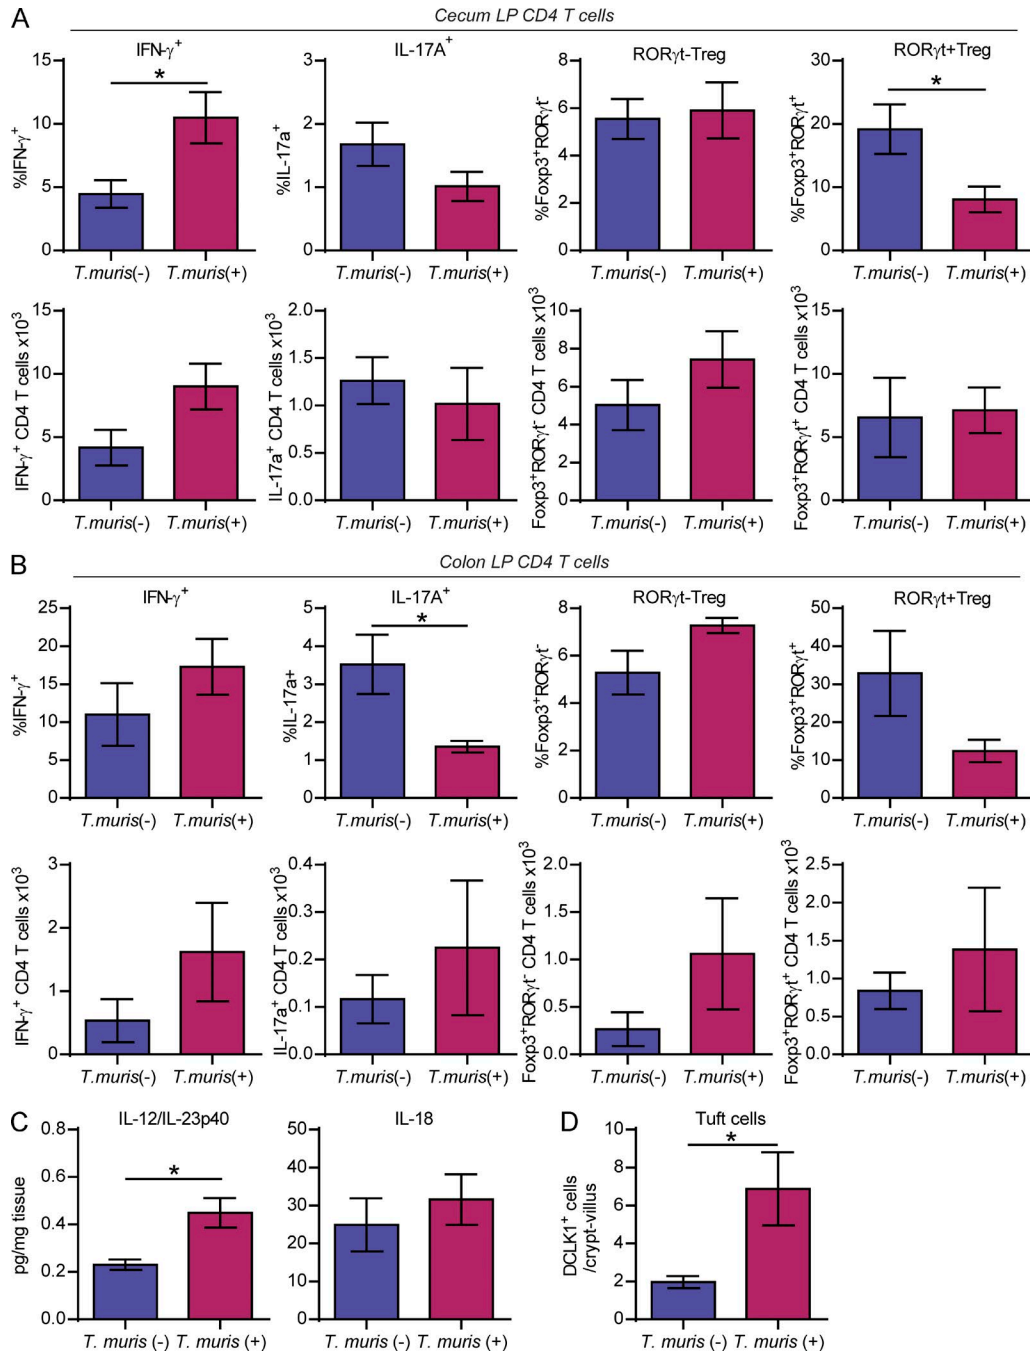 A
Cecum LP CD4 T cells
IFN-γ⁺
IL-17A⁺
RORγt-Treg
RORγt+Treg
%IFN-γ⁺
15
10
5
0
*
T.muris(-) T.muris(+)
%IL-17a⁺
3
2
1
0
T.muris(-) T.muris(+)
%Foxp3⁺RORγt⁻
8
6
4
2
0
T.muris(-) T.muris(+)
%Foxp3⁺RORγt⁺
30
20
10
0
*
T.muris(-) T.muris(+)
IFN-γ⁺ CD4 T cells x10³
15
10
5
0
T.muris(-) T.muris(+)
IL-17a⁺ CD4 T cells x10³
2.0
1.5
1.0
0.5
0.0
T.muris(-) T.muris(+)
Foxp3⁺RORγt⁻ CD4 T cells x10³
10
8
6
4
2
0
T.muris(-) T.muris(+)
Foxp3⁺RORγt⁺ CD4 T cells x10³
15
10
5
0
T.muris(-) T.muris(+)
B
Colon LP CD4 T cells
IFN-γ⁺
IL-17A⁺
RORγt-Treg
RORγt+Treg
%IFN-γ⁺
25
20
15
10
5
0
T.muris(-) T.muris(+)
%IL-17a+
5
4
3
2
1
0
*
T.muris(-) T.muris(+)
%Foxp3⁺RORγt⁻
8
6
4
2
0
T.muris(-) T.muris(+)
%Foxp3⁺RORγt⁺
50
40
30
20
10
0
T.muris(-) T.muris(+)
IFN-γ⁺ CD4 T cells x10³
3
2
1
0
T.muris(-) T.muris(+)
IL-17a⁺ CD4 T cells x10³
0.4
0.3
0.2
0.1
0.0
T.muris(-) T.muris(+)
Foxp3⁺RORγt⁻ CD4 T cells x10³
2.0
1.5
1.0
0.5
0.0
T.muris(-) T.muris(+)
Foxp3⁺RORγt⁺ CD4 T cells x10³
2.5
2.0
1.5
1.0
0.5
0.0
T.muris(-) T.muris(+)
C
IL-12/IL-23p40
pg/mg tissue
0.8
0.6
0.4
0.2
0.0
*
T. muris (-) T. muris (+)
IL-18
50
40
30
20
10
0
T. muris (-) T. muris (+)
D
Tuft cells
DCLK1⁺ cells
/crypt-villus
10
8
6
4
2
0
*
T. muris (-) T. muris (+)